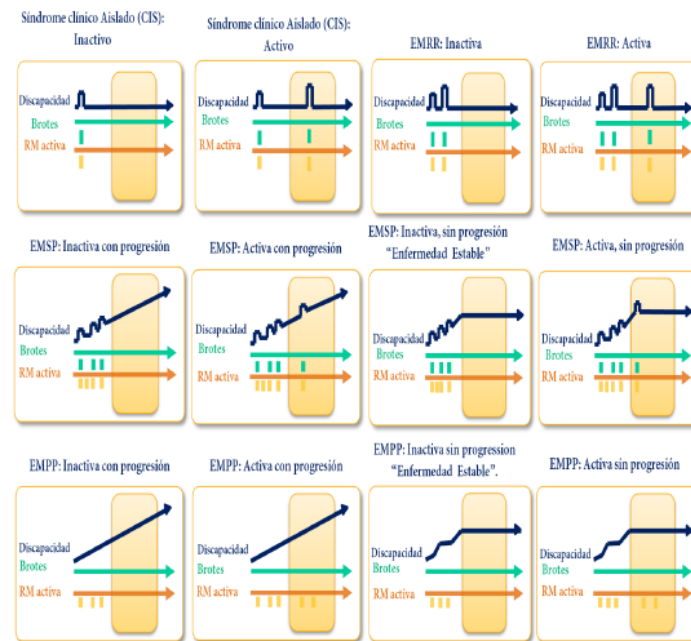 Síndrome clínico Aislado (CIS):
Inactivo
Discapacidad
Brotes
RM activa
Síndrome clínico Aislado (CIS):
Activo
Discapacidad
Brotes
RM activa
EMRR: Inactiva
Discapacidad
Brotes
RM activa
EMRR: Activa
Discapacidad
Brotes
RM activa
EMSP: Inactiva con progresión
Discapacidad
Brotes
RM activa
EMSP: Activa con progresión
Discapacidad
Brotes
RM activa
EMSP: Inactiva, sin progresión
“Enfermedad Estable”
Discapacidad
Brotes
RM activa
EMSP: Activa, sin progresión
Discapacidad
Brotes
RM activa
EMPP: Inactiva con progresión
Discapacidad
Brotes
RM activa
EMPP: Activa con progresión
Discapacidad
Brotes
RM activa
EMPP: Inactiva sin progression
“Enfermedad Estable”.
Discapacidad
Brotes
RM activa
EMPP: Activa sin progresión
Discapacidad
Brotes
RM activa